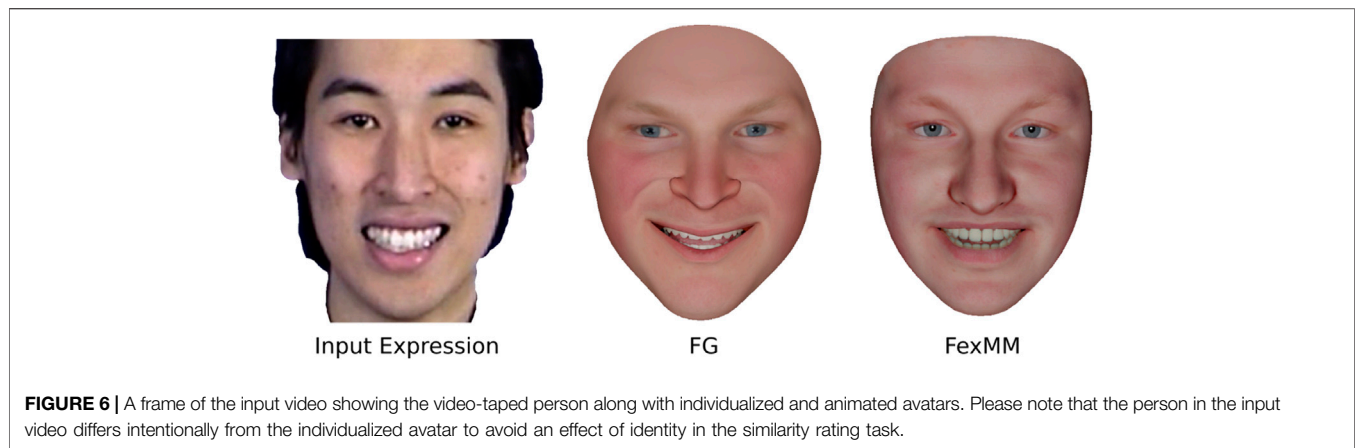 Input Expression FG FexMM
FIGURE 6 | A frame of the input video showing the video-taped person along with individualized and animated avatars. Please note that the person in the input
video differs intentionally from the individualized avatar to avoid an effect of identity in the similarity rating task.